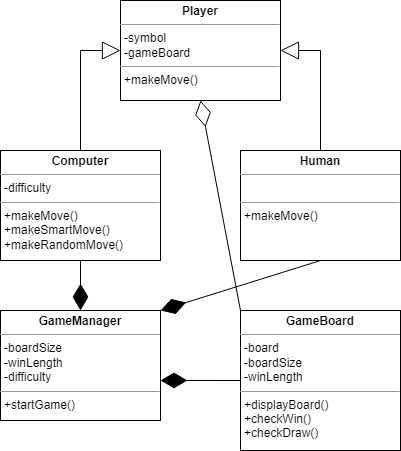 Player
-symbol
-gameBoard
+makeMove()
Computer
-difficulty
+makeMove()
+makeSmartMove()
+makeRandomMove()
Human
+makeMove()
GameManager
-boardSize
-winLength
-difficulty
+startGame()
GameBoard
-board
-boardSize
-winLength
+displayBoard()
+checkWin()
+checkDraw()